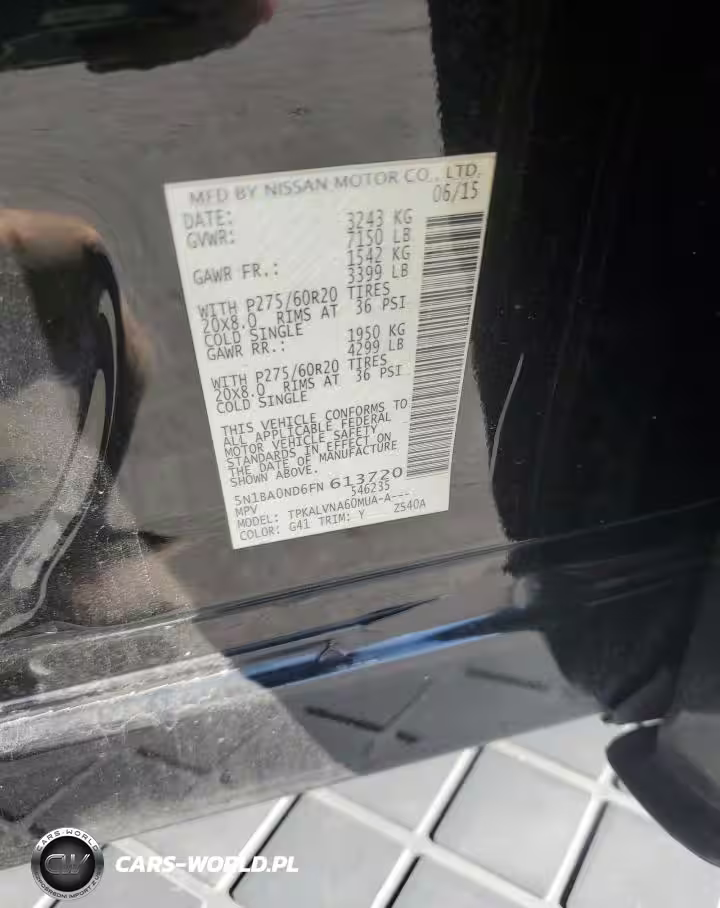 MFD BY NISSAN MOTOR CO., LTD.
DATE: 06/15
GVWR: 3243 KG
7150 LB
GAWR FR.: 1542 KG
3399 LB
WITH P275/60R20 TIRES
20X8.0 RIMS AT 36 PSI
COLD SINGLE
GAWR RR.: 1950 KG
4299 LB
WITH P275/60R20 TIRES
20X8.0 RIMS AT 36 PSI
COLD SINGLE
THIS VEHICLE CONFORMS TO
ALL APPLICABLE FEDERAL
MOTOR VEHICLE SAFETY
STANDARDS IN EFFECT ON
THE DATE OF MANUFACTURE
SHOWN ABOVE.
5N1BA0ND6FN 613720
MPV 546235
MODEL: TPKALVNA60MUA-A---
COLOR: G41 TRIM: Y ZS40A
CARS-WORLD
CW
CARS-WORLD.PL